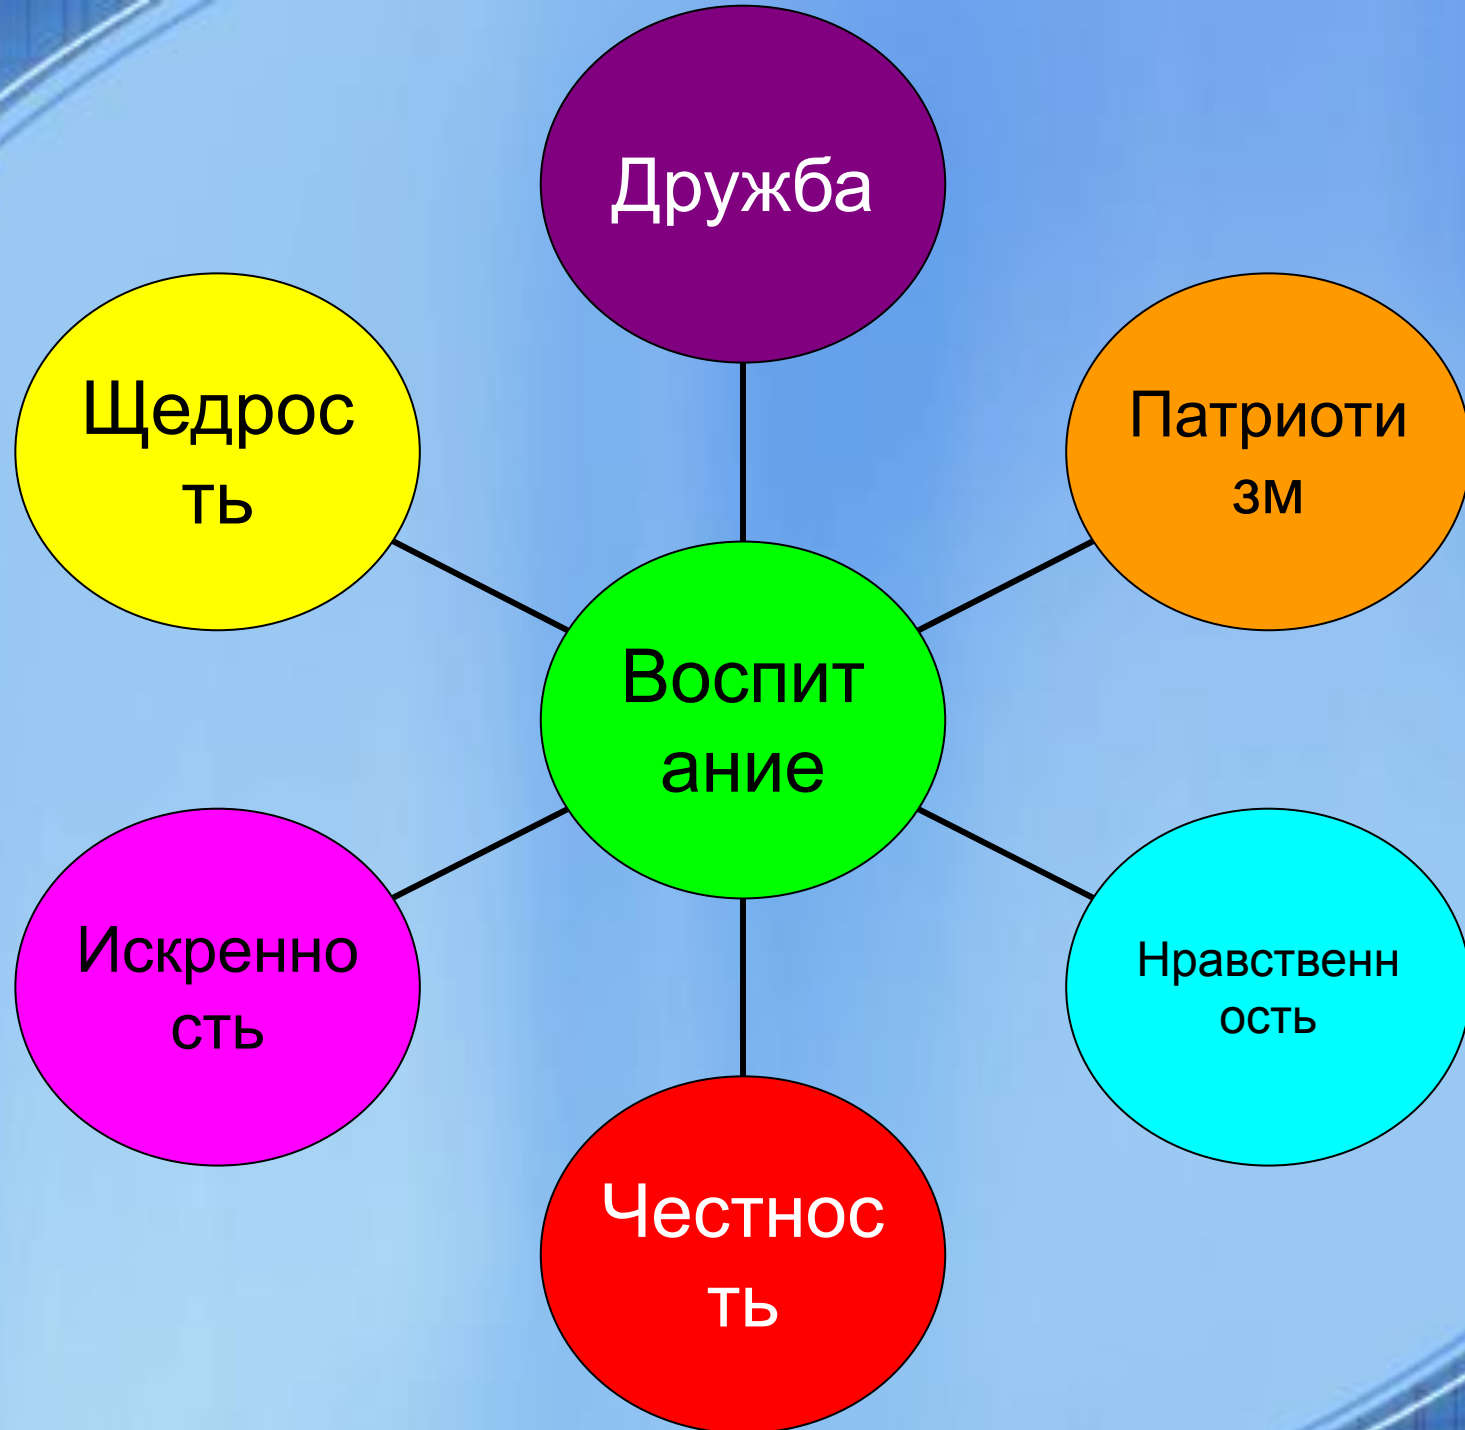 Дружба
Щедрос
ть
Патриоти
зм
Воспит
ание
Искренно
сть
Нравственн
ость
Честнос
ть